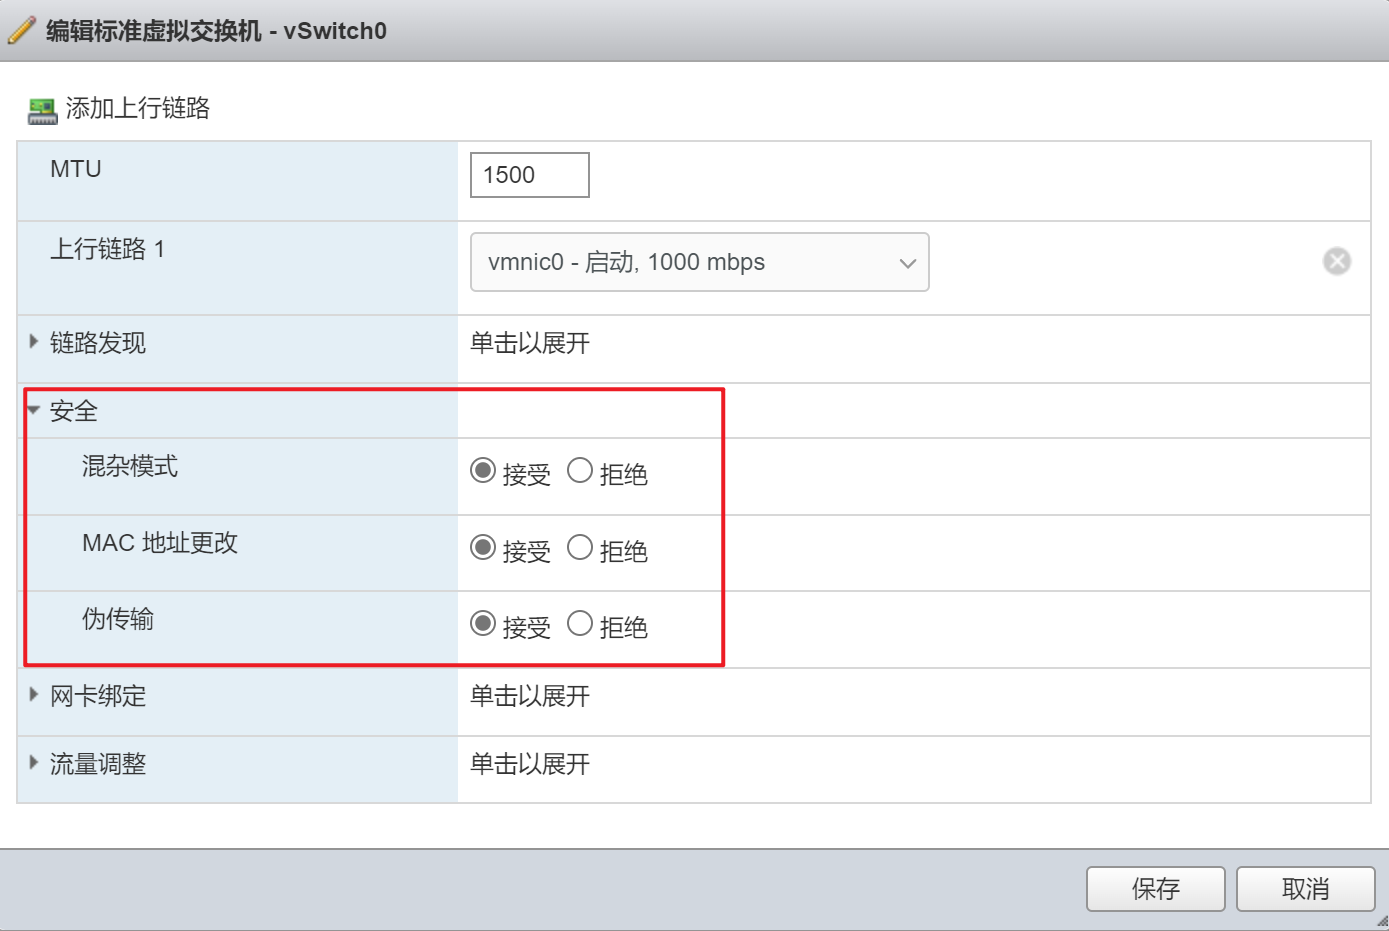 编辑标准虚拟交换机 - vSwitch0
添加上行链路
MTU
1500
上行链路 1
vmnic0 - 启动, 1000 mbps
链路发现
单击以展开
安全
混杂模式
接受 拒绝
MAC 地址更改
接受 拒绝
伪传输
接受 拒绝
网卡绑定
单击以展开
流量调整
单击以展开
保存 取消